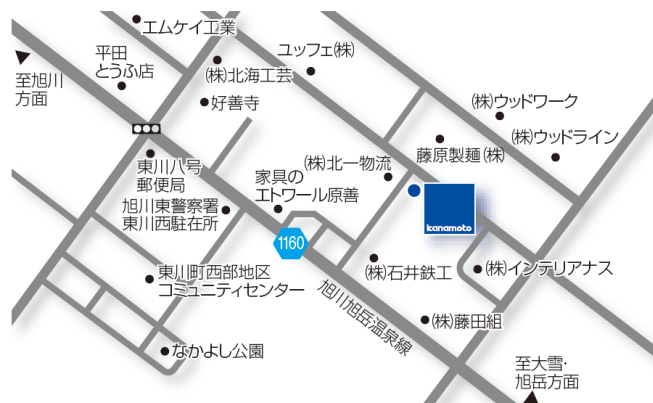 エムケイ工業
平田
とうふ店
至旭川
方面
(株)北海工芸
好善寺
ユッフェ(株)
(株)ウッドワーク
(株)ウッドライン
藤原製麺(株)
(株)北一物流
東川八号
郵便局
家具の
エトワール原善
旭川東警察署
東川西駐在所
kanamoto
1160
東川町西部地区
コミュニティセンター
(株)石井鉄工
(株)インテリアナス
旭川旭岳温泉線
(株)藤田組
なかよし公園
至大雪・
旭岳方面